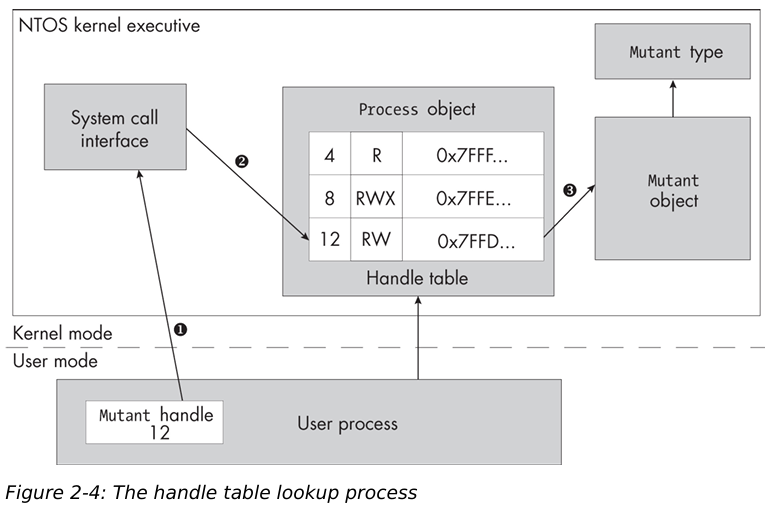 NTOS kernel executive
System call
interface
❶
❷
Process object
4 R 0x7FFF...
8 RWX 0x7FFE...
12 RW 0x7FFD...
Handle table
❸
Mutant type
Mutant
object
Kernel mode
User mode
Mutant handle
12
User process
Figure 2-4: The handle table lookup process